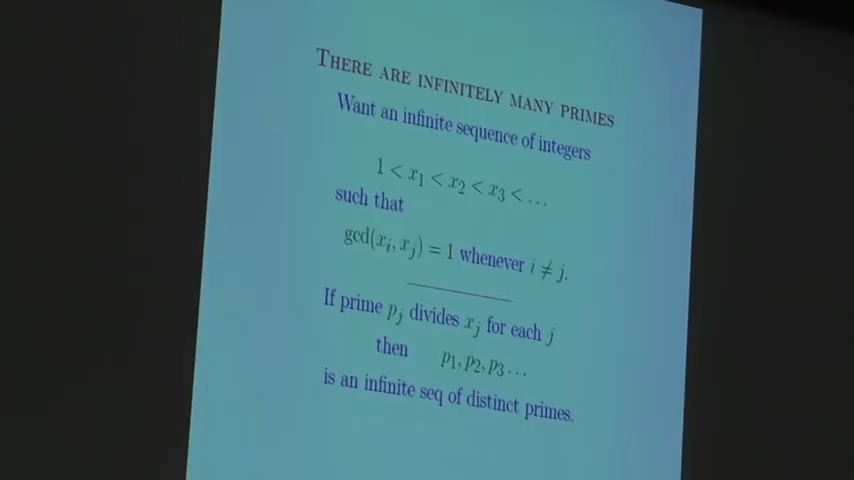 THERE ARE INFINITELY MANY PRIMES
Want an infinite sequence of integers
1 < x₁ < x₂ < x₃ < …
such that
gcd(xᵢ, xⱼ) = 1 whenever i ≠ j.
If prime pⱼ divides xⱼ for each j
then p₁, p₂, p₃ …
is an infinite seq of distinct primes.